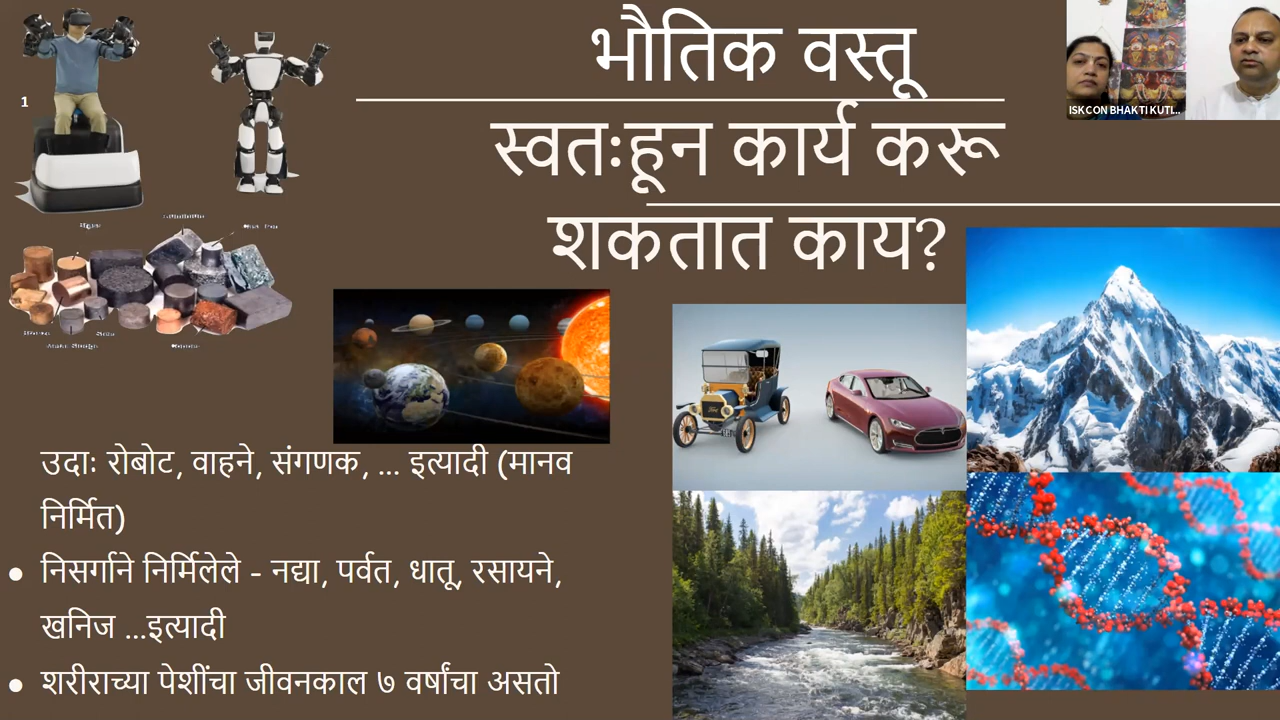 भौतिक वस्तू
स्वतःहून कार्य करू
शकतात काय?
1
ISKCON BHAKTI KUTI...
उदाः रोबोट, वाहने, संगणक, ... इत्यादी (मानव
निर्मित)
● निसर्गाने निर्मिलेले - नद्या, पर्वत, धातू, रसायने,
खनिज ...इत्यादी
● शरीराच्या पेशींचा जीवनकाल ७ वर्षांचा असतो